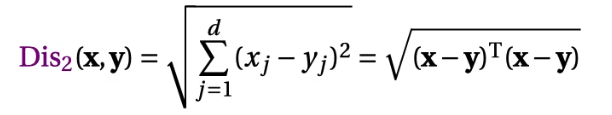 Dis₂(𝐱,𝐲) = √(∑_{j=1}^{d} (x_j − y_j)²) = √((𝐱−𝐲)ᵀ(𝐱−𝐲))